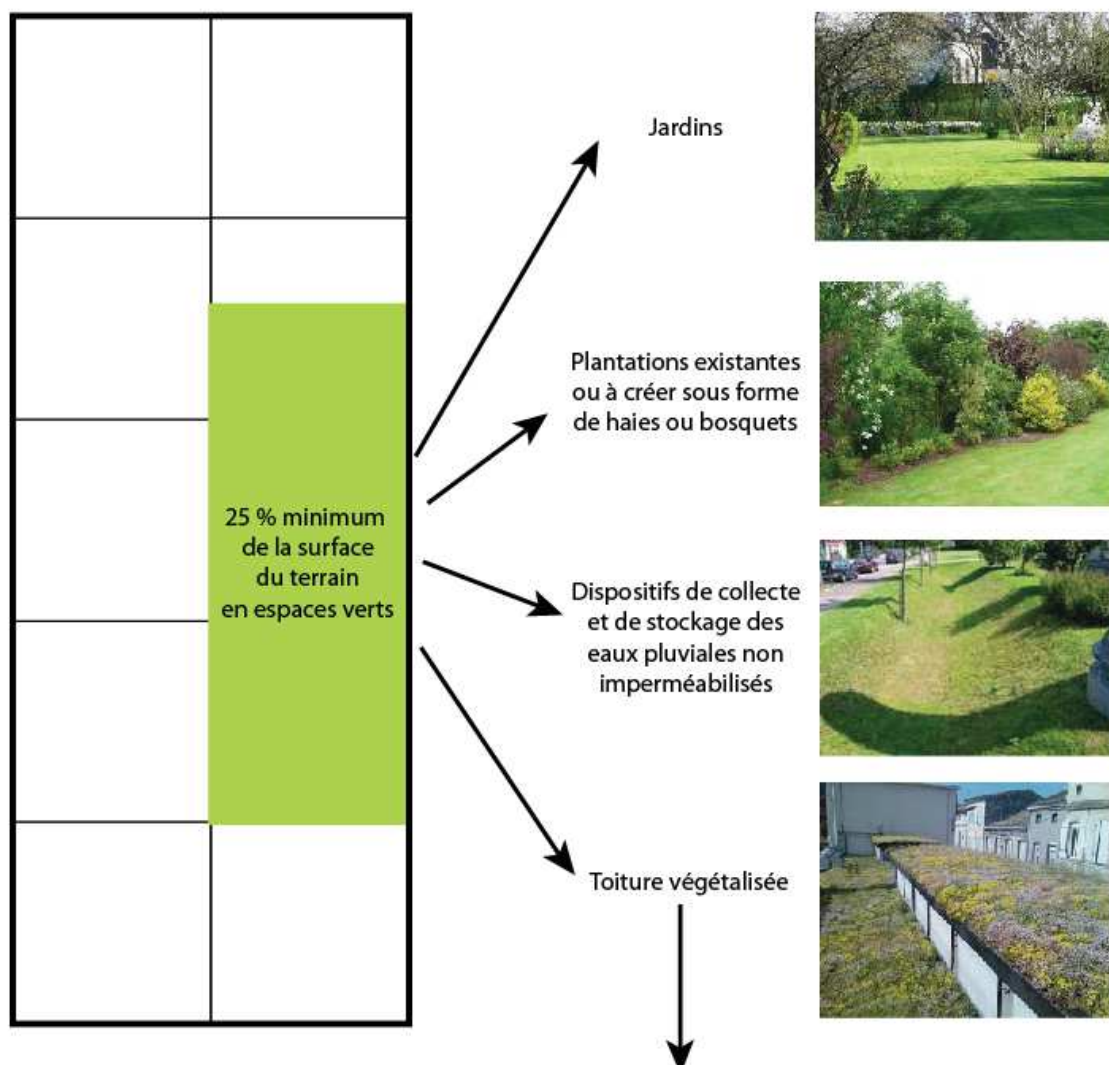 Jardins
Plantations existantes
ou à créer sous forme
de haies ou bosquets
25 % minimum
de la surface
du terrain
en espaces verts
Dispositifs de collecte
et de stockage des
eaux pluviales non
imperméabilisés
Toiture végétalisée